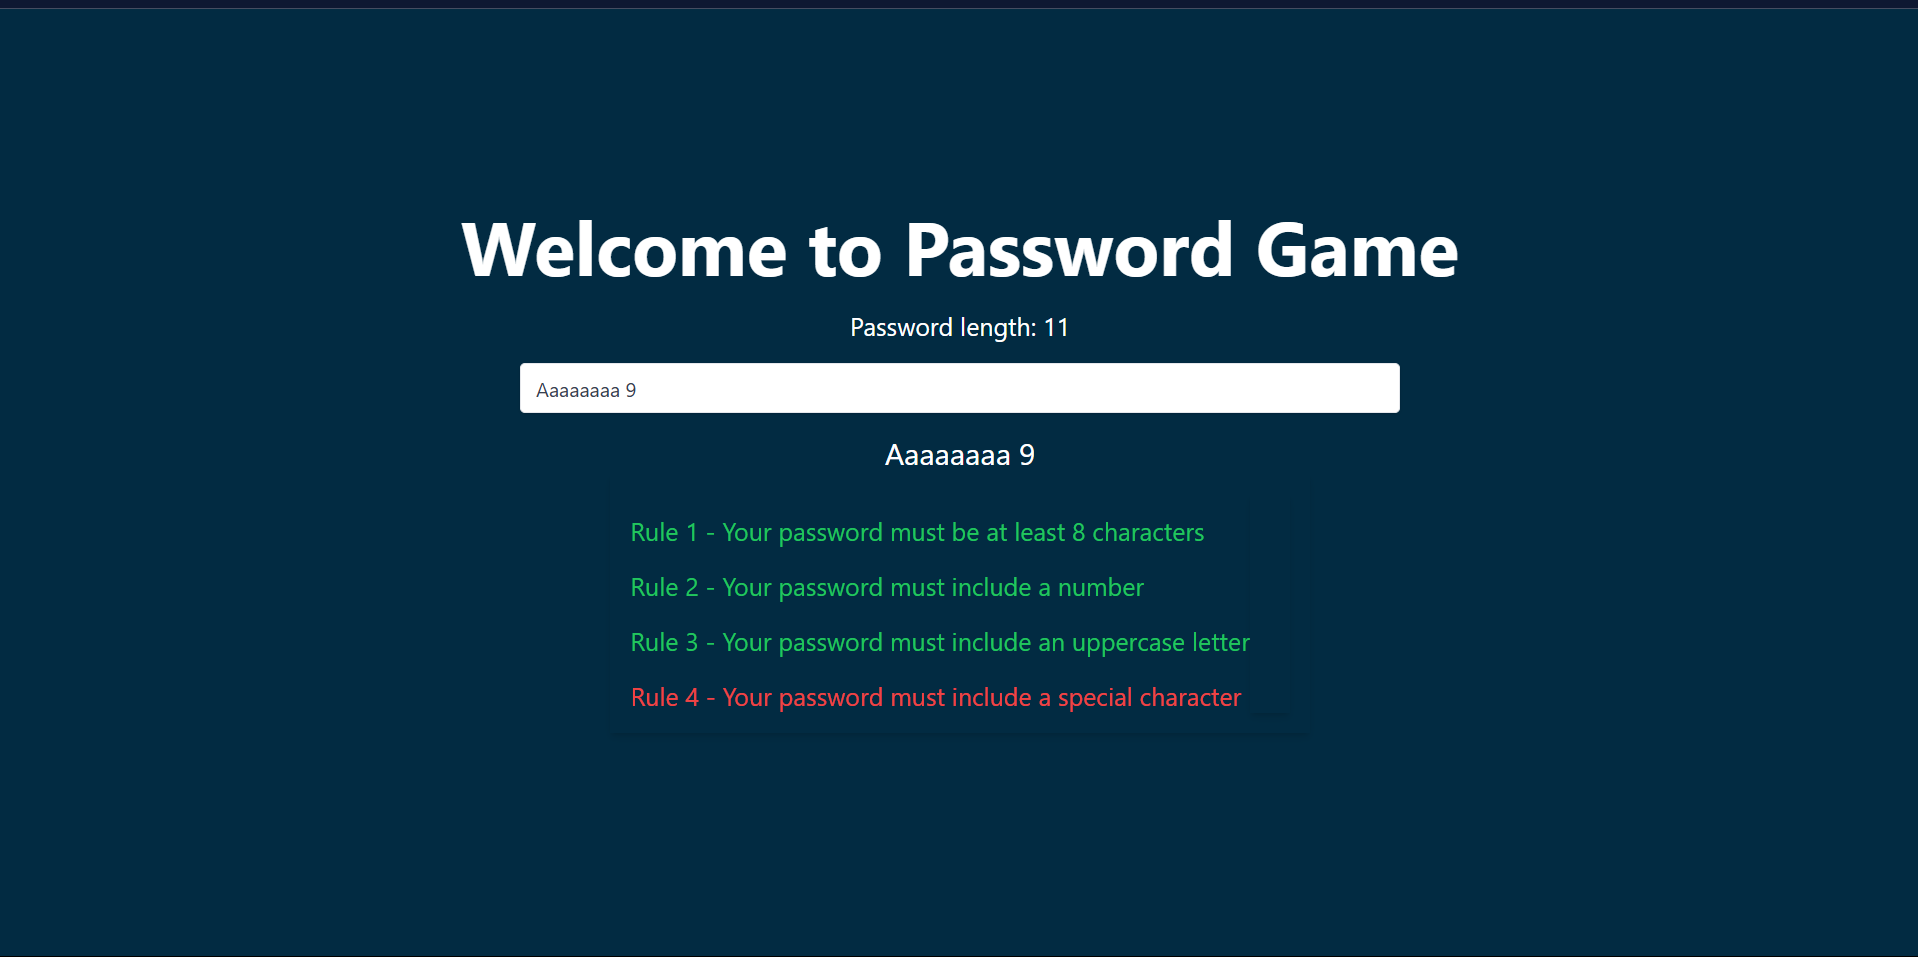 Welcome to Password Game
Password length: 11
Aaaaaaaa 9
Aaaaaaaa 9
Rule 1 - Your password must be at least 8 characters
Rule 2 - Your password must include a number
Rule 3 - Your password must include an uppercase letter
Rule 4 - Your password must include a special character